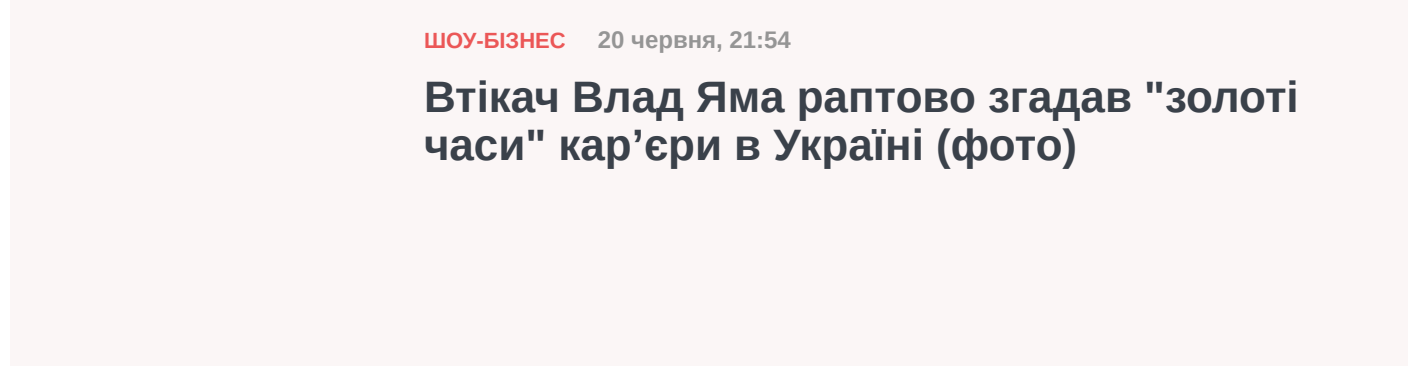 ШОУ-БІЗНЕС 20 червня, 21:54
Втікач Влад Яма раптово згадав "золоті
часи" кар’єри в Україні (фото)